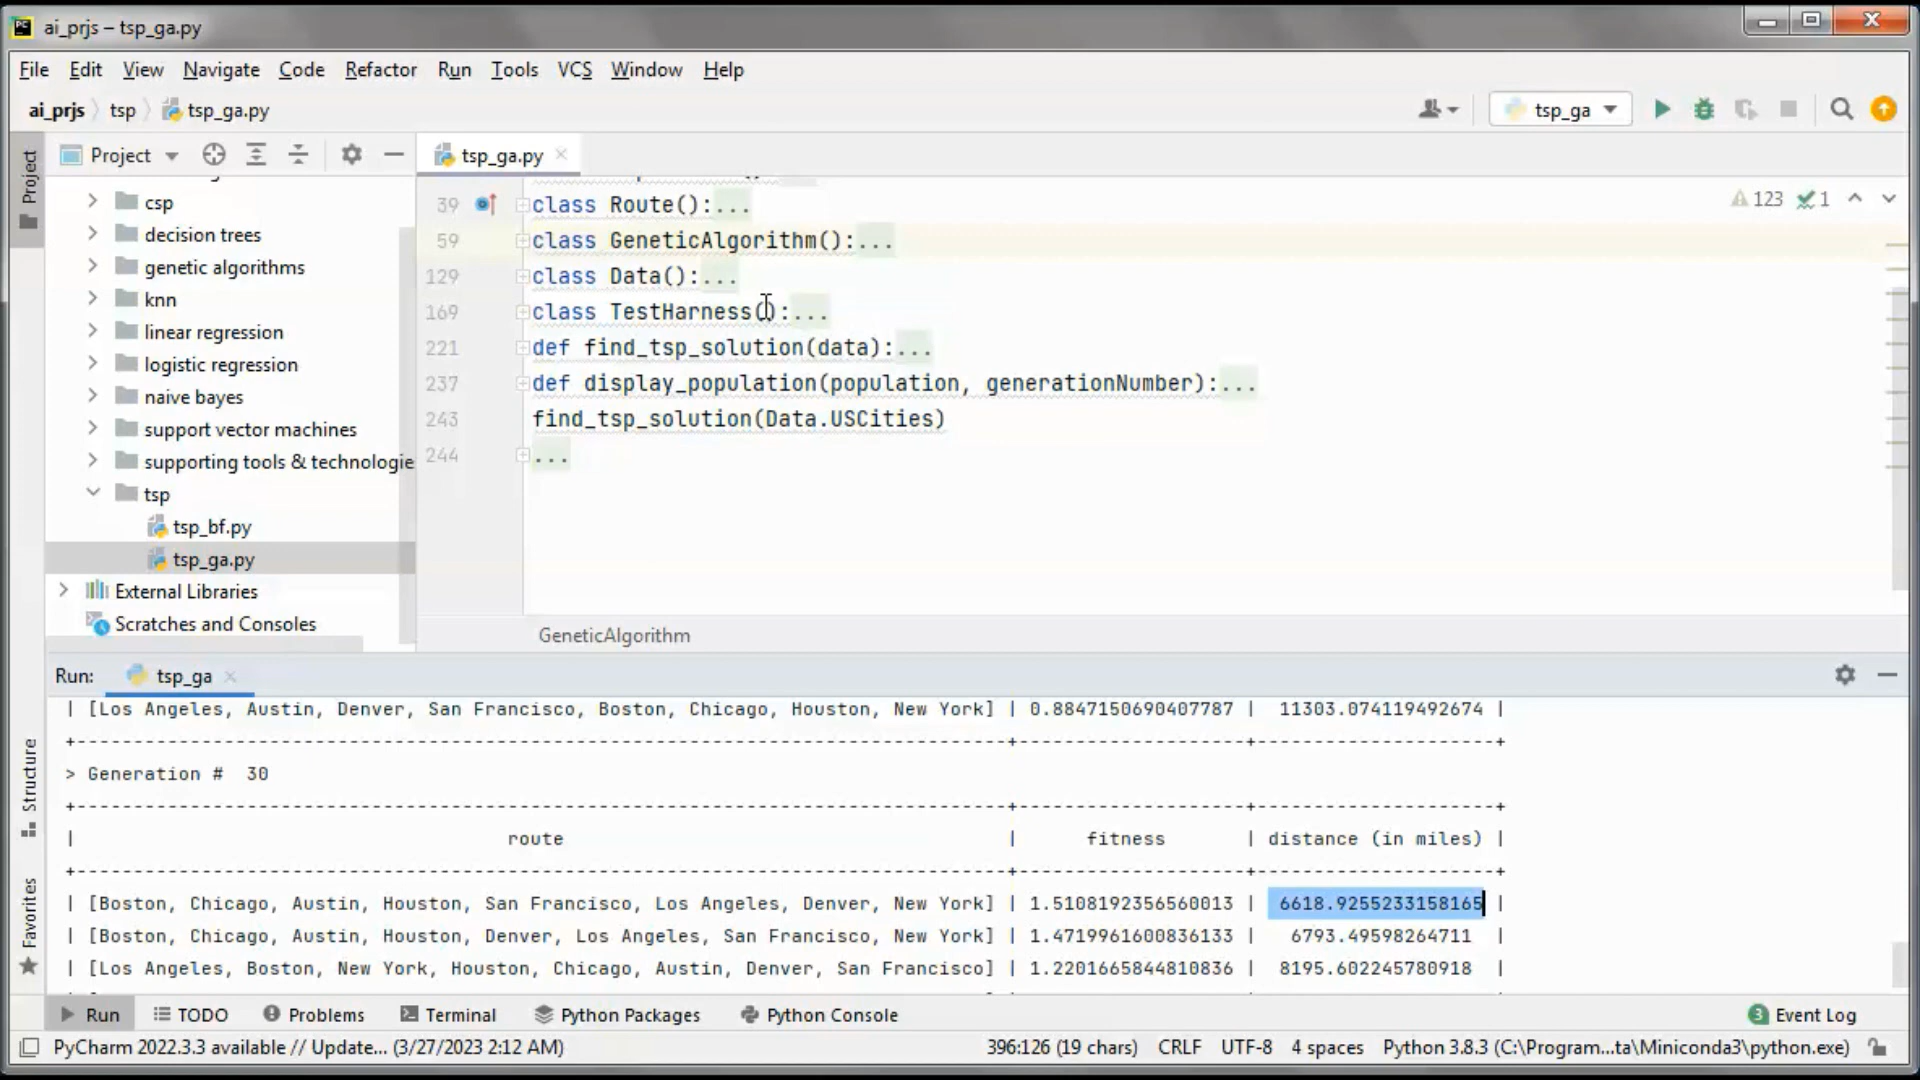 PC ai_prjs – tsp_ga.py
File Edit View Navigate Code Refactor Run Tools VCS Window Help
ai_prjs tsp tsp_ga.py tsp_ga
Project
Project
tsp_ga.py
csp
decision trees
genetic algorithms
knn
linear regression
logistic regression
naive bayes
support vector machines
supporting tools & technologie
tsp
tsp_bf.py
tsp_ga.py
External Libraries
Scratches and Consoles
39 class Route():...
59 class GeneticAlgorithm():...
129 class Data():...
169 class TestHarness():...
221 def find_tsp_solution(data):...
237 def display_population(population, generationNumber):...
243 find_tsp_solution(Data.USCities)
244 ...
123 1
GeneticAlgorithm
Run: tsp_ga
| [Los Angeles, Austin, Denver, San Francisco, Boston, Chicago, Houston, New York] | 0.8847150690407787 | 11303.074119492674 |
> Generation # 30
| route | fitness | distance (in miles) |
| [Boston, Chicago, Austin, Houston, San Francisco, Los Angeles, Denver, New York] | 1.5108192356560013 | 6618.9255233158165 |
| [Boston, Chicago, Austin, Houston, Denver, Los Angeles, San Francisco, New York] | 1.4719961600836133 | 6793.49598264711 |
| [Los Angeles, Boston, New York, Houston, Chicago, Austin, Denver, San Francisco] | 1.2201665844810836 | 8195.602245780918 |
Structure
Favorites
Run TODO Problems Terminal Python Packages Python Console 3 Event Log
PyCharm 2022.3.3 available // Update... (3/27/2023 2:12 AM) 396:126 (19 chars) CRLF UTF-8 4 spaces Python 3.8.3 (C:\Program...ta\Miniconda3\python.exe)